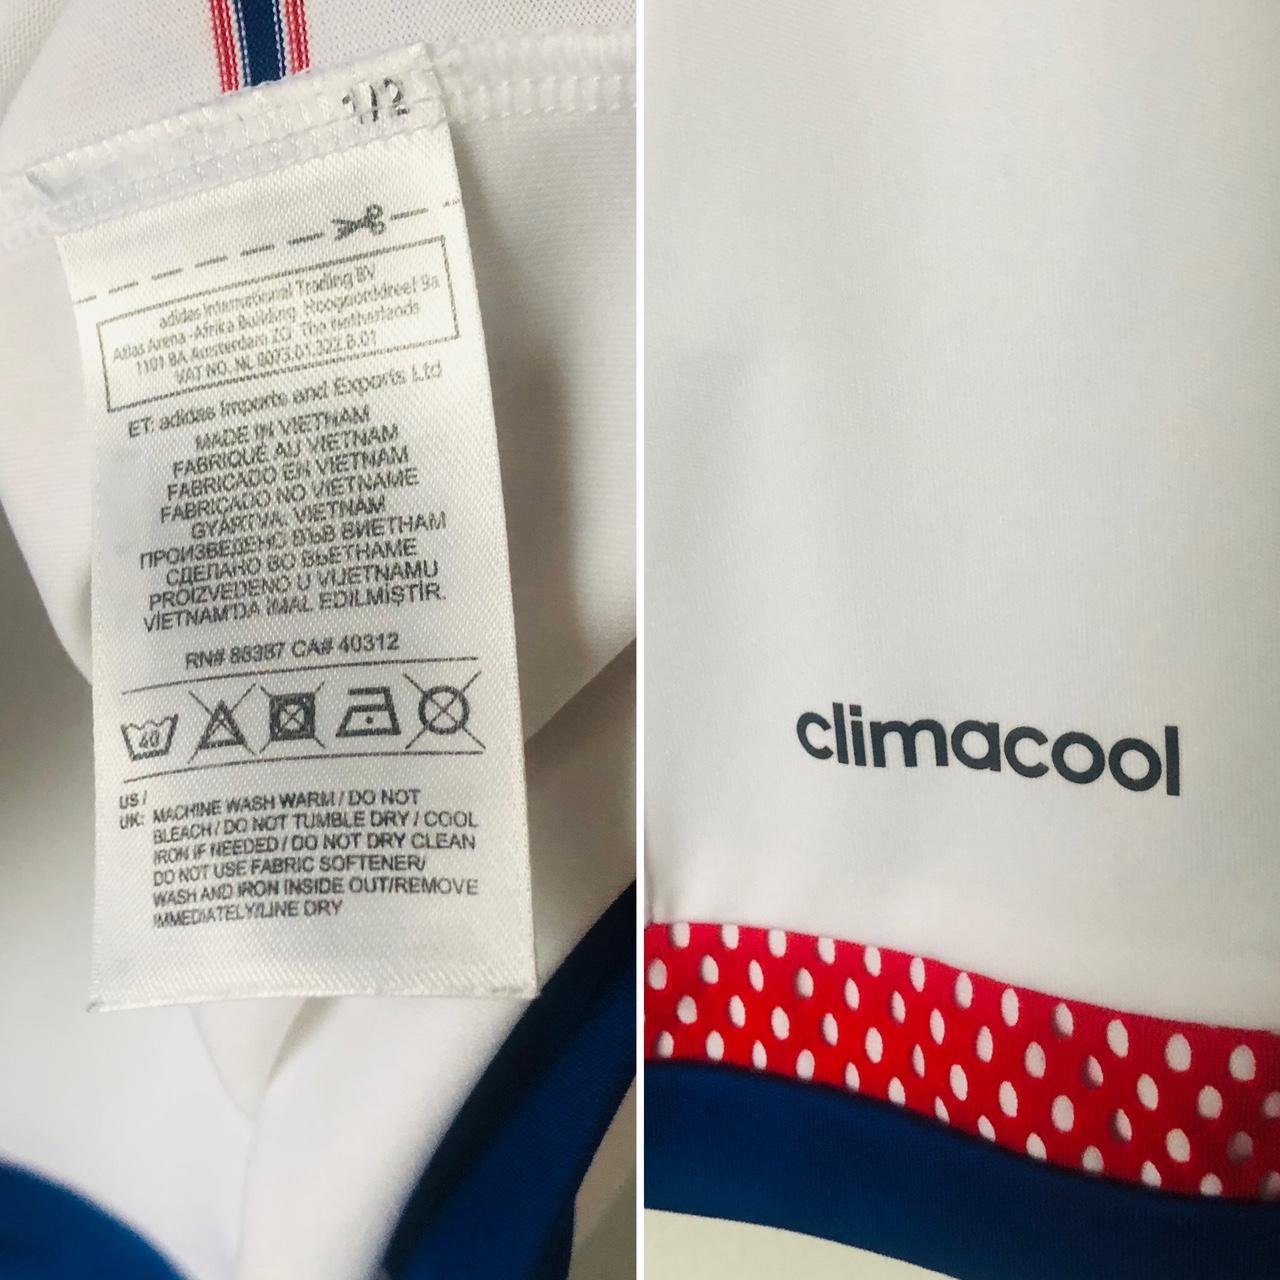 1/2
adidas International Trading BV
Atlas Arena -Afrika Building, Hoogoorddreef 9a
1101 BA Amsterdam ZO The Netherlands
VAT NO. NL 8073.01.322.B.01
ET: adidas Imports and Exports Ltd
MADE IN VIETNAM
FABRIQUÉ AU VIETNAM
FABRICADO EN VIETNAM
FABRICADO NO VIETNAME
GYÁRTVA: VIETNAM
ПРОИЗВЕДЕНО ВЪВ ВИЕТНАМ
СДЕЛАНО ВО ВЬЕТНАМЕ
PROIZVEDENO U VIJETNAMU
VİETNAM'DA İMAL EDİLMİŞTİR.
RN# 88387 CA# 40312
40
US /
UK: MACHINE WASH WARM / DO NOT
BLEACH / DO NOT TUMBLE DRY / COOL
IRON IF NEEDED / DO NOT DRY CLEAN
DO NOT USE FABRIC SOFTENER/
WASH AND IRON INSIDE OUT/REMOVE
IMMEDIATELY/LINE DRY
climacool